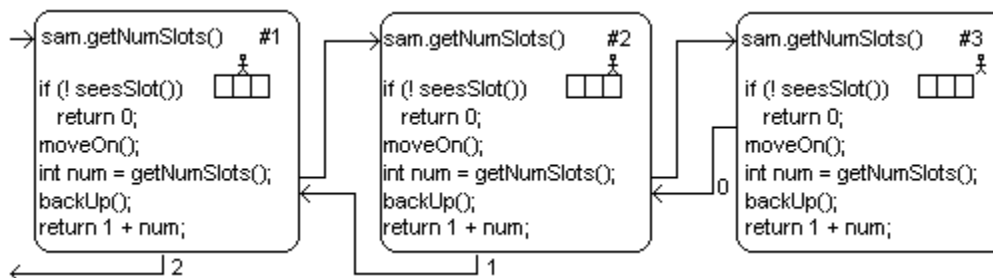 sam.getNumSlots() #1
if (! seesSlot())
return 0;
moveOn();
int num = getNumSlots();
backUp();
return 1 + num;
2
sam.getNumSlots() #2
if (! seesSlot())
return 0;
moveOn();
int num = getNumSlots();
backUp();
return 1 + num;
1
sam.getNumSlots() #3
if (! seesSlot())
return 0;
moveOn();
int num = getNumSlots();
backUp();
return 1 + num;
0